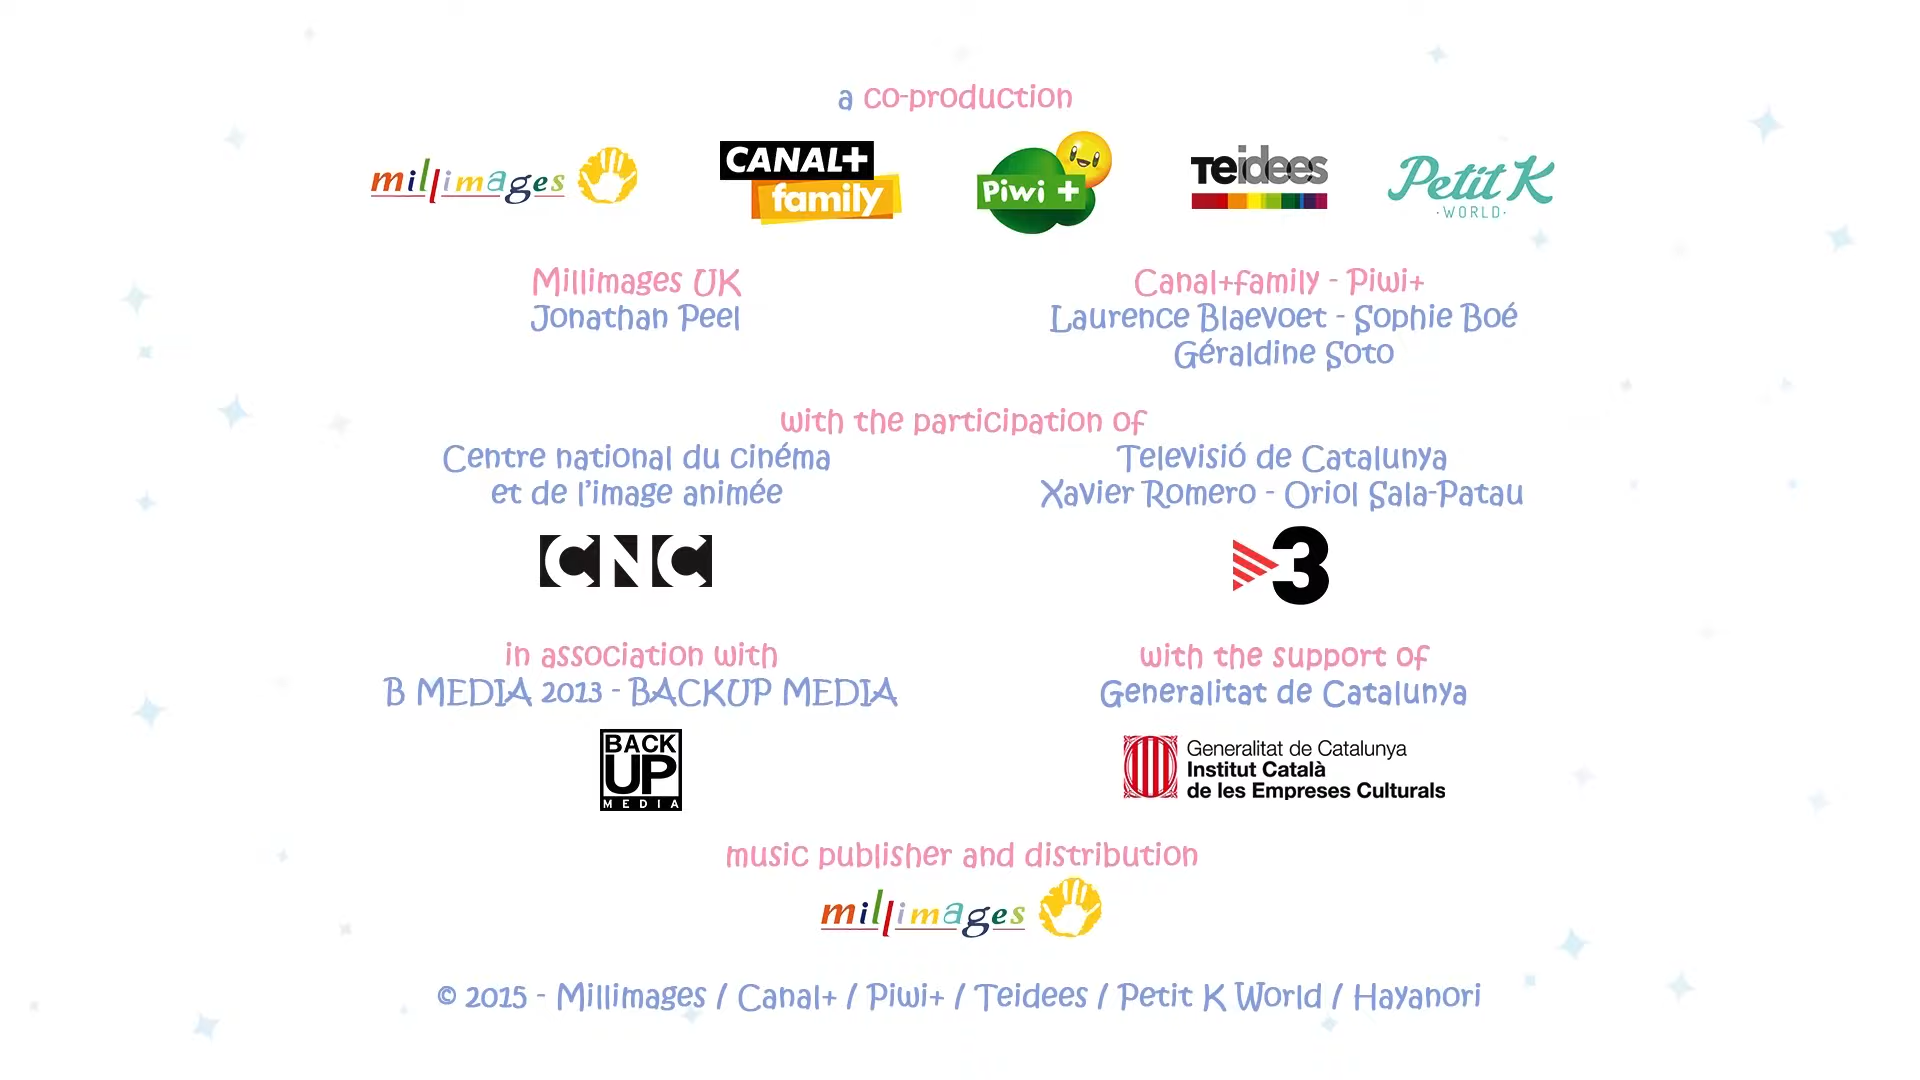 a co-production
millimages
CANAL+
family
Piwi +
Teidees
Petit K
·WORLD·
Millimages UK
Jonathan Peel
Canal+family - Piwi+
Laurence Blaevoet - Sophie Boé
Géraldine Soto
with the participation of
Centre national du cinéma
et de l'image animée
CNC
Televisió de Catalunya
Xavier Romero - Oriol Sala-Patau
3
in association with
B MEDIA 2013 - BACKUP MEDIA
BACK
UP
MEDIA
with the support of
Generalitat de Catalunya
Generalitat de Catalunya
Institut Català
de les Empreses Culturals
music publisher and distribution
millimages
© 2015 - Millimages / Canal+ / Piwi+ / Teidees / Petit K World / Hayanori